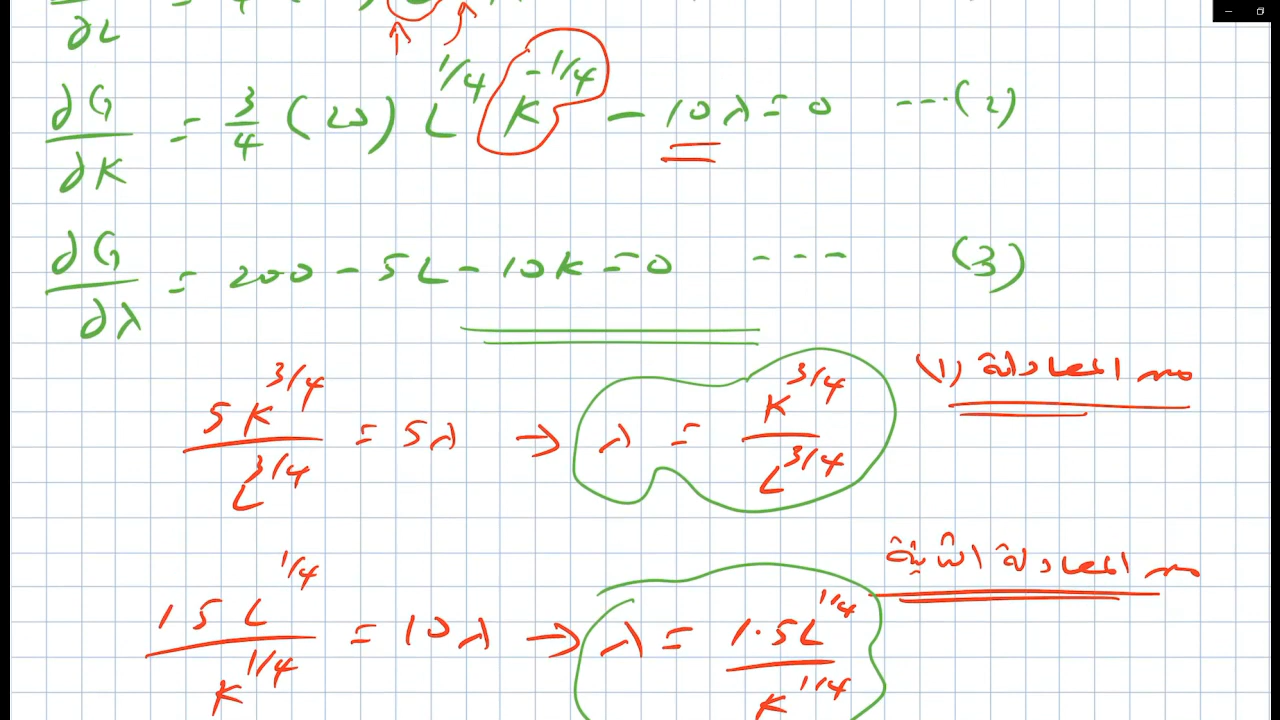 ∂L
∂G/∂K = 3/4 (20) L^1/4 K^-1/4 - 10λ = 0 ---(2)
∂G/∂λ = 200 - 5L - 10K = 0 --- (3)
من المعادلة (1)
5K^3/4 / L^3/4 = 5λ → λ = K^3/4 / L^3/4
من المعادلة الثانية
15L^1/4 / K^1/4 = 10λ → λ = 1.5L^1/4 / K^1/4